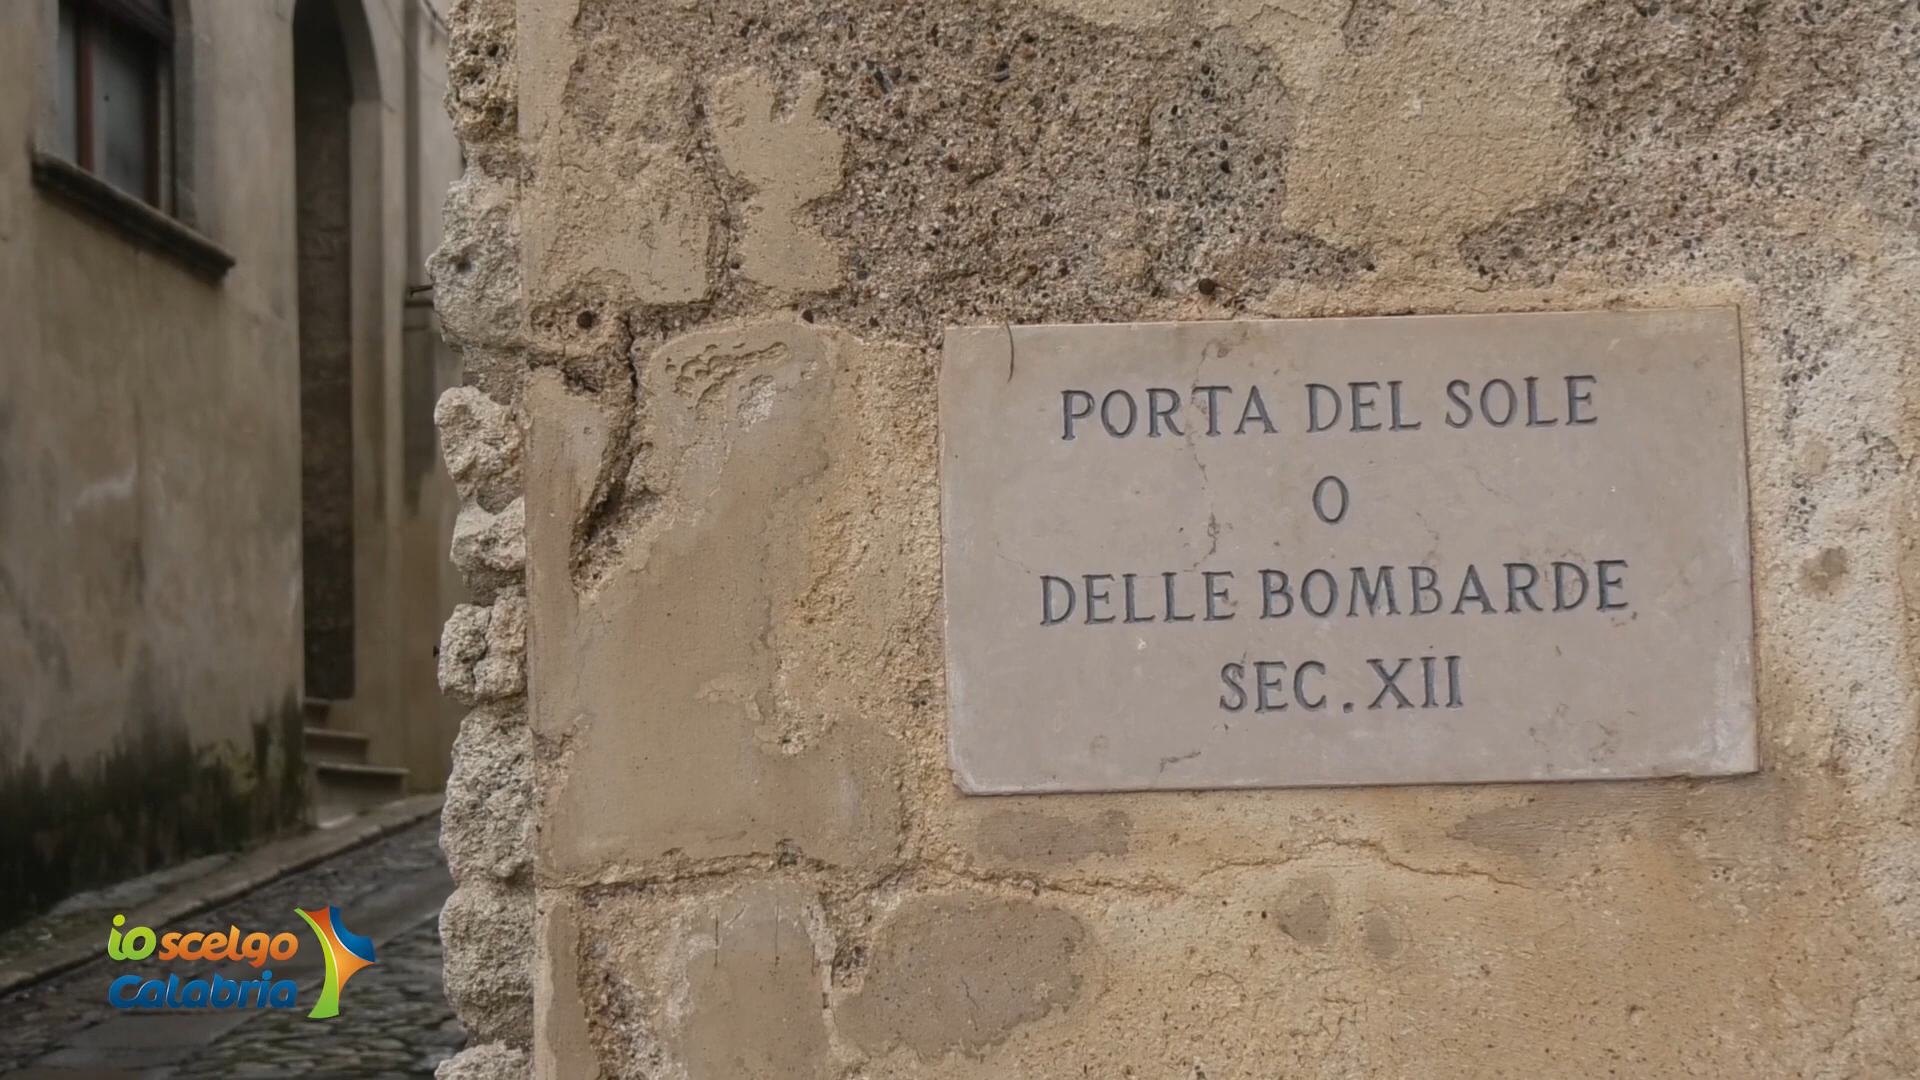 PORTA DEL SOLE
O
DELLE BOMBARDE
SEC. XII
io scelgo
Calabria